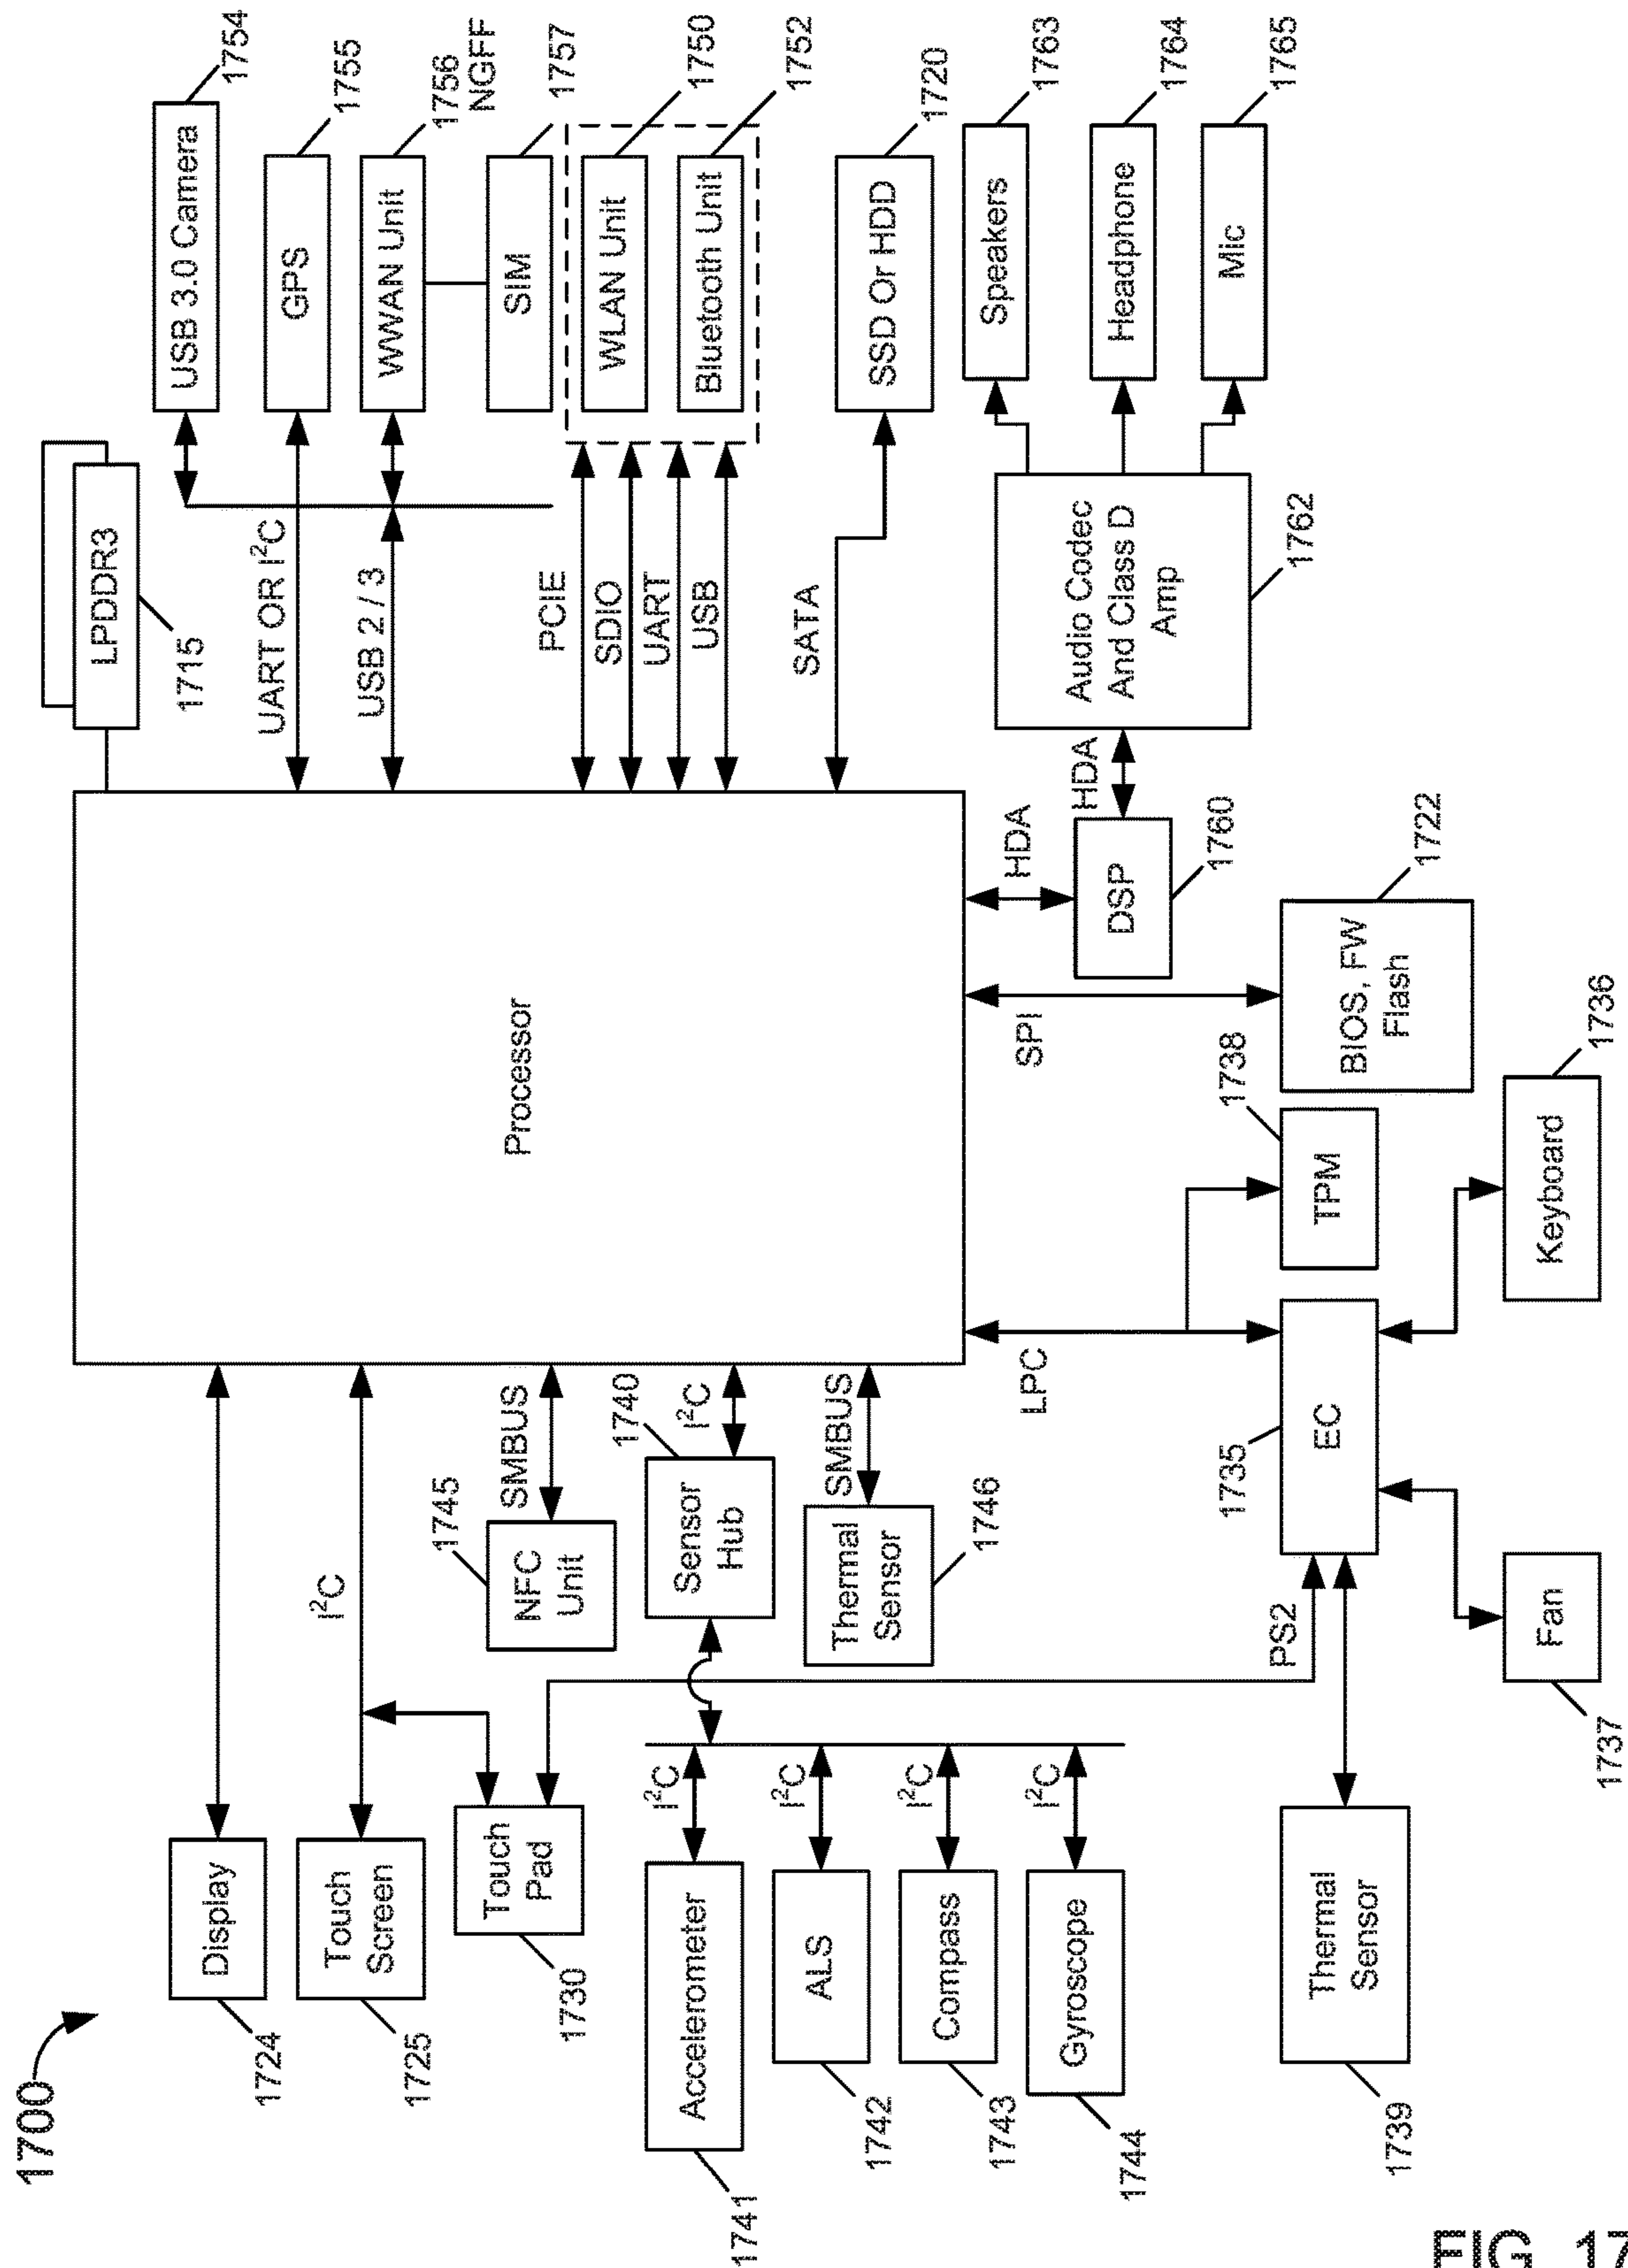 1700
1724
Display
1725
Touch
Screen
I²C
1730
Touch
Pad
1745
NFC
Unit
SMBUS
1740
Sensor
Hub
I²C
1741
Accelerometer
I²C
1742
ALS
I²C
1743
Compass
I²C
1744
Gyroscope
I²C
Thermal
Sensor
1746
SMBUS
1739
Thermal
Sensor
PS2
1737
Fan
1735
EC
LPC
1738
TPM
Keyboard
1736
SPI
BIOS, FW
Flash
1722
Processor
LPDDR3
1715
UART OR I²C
USB 2 / 3
PCIE
SDIO
UART
USB
SATA
HDA
DSP
1760
HDA
Audio Codec
And Class D
Amp
1762
USB 3.0 Camera
1754
GPS
1755
WWAN Unit
1756
NGFF
SIM
1757
WLAN Unit
1750
Bluetooth Unit
1752
SSD Or HDD
1720
Speakers
1763
Headphone
1764
Mic
1765
FIG. 17